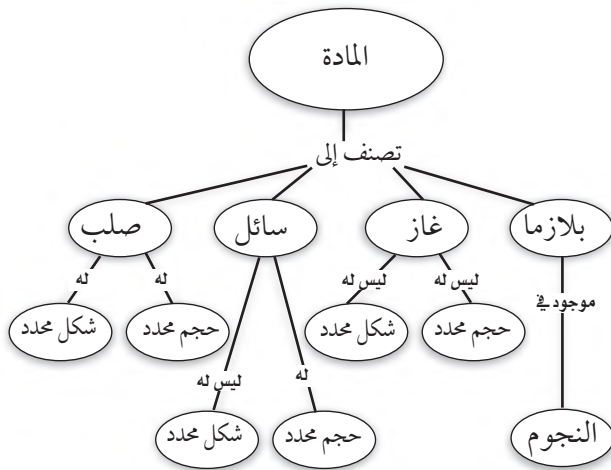 المادة
تصنف إلى
بلازما
غاز
سائل
صلب
موجود في
ليس له
ليس له
له
ليس له
له
له
النجوم
حجم محدد
شكل محدد
حجم محدد
شكل محدد
حجم محدد
شكل محدد